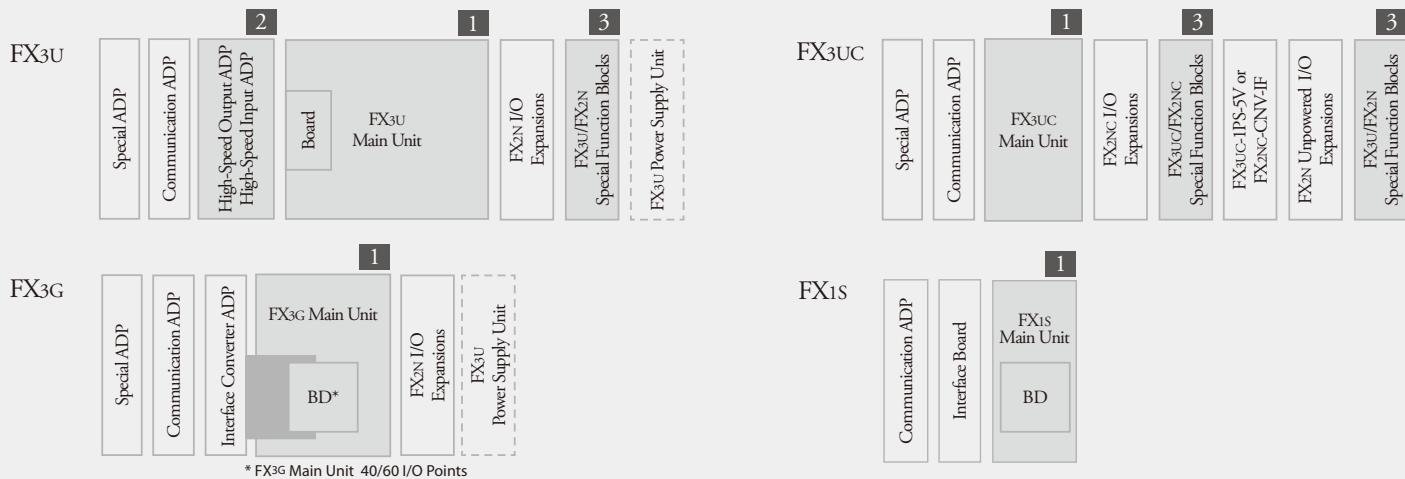 FX3U
2
1
3
Special ADP
Communication ADP
High-Speed Output ADP
High-Speed Input ADP
Board
FX3U
Main Unit
FX2N I/O
Expansions
FX3U/FX2N
Special Function Blocks
FX3U Power Supply Unit
FX3UC
1
3
3
Special ADP
Communication ADP
FX3UC
Main Unit
FX2NC I/O
Expansions
FX3UC/FX2NC
Special Function Blocks
FX3UC-1PS-5V or
FX2NC-CNV-IF
FX2N Unpowered I/O
Expansions
FX3U/FX2N
Special Function Blocks
FX3G
1
Special ADP
Communication ADP
Interface Converter ADP
FX3G Main Unit
BD*
FX2N I/O
Expansions
FX3U
Power Supply Unit
* FX3G Main Unit 40/60 I/O Points
FX1S
1
Communication ADP
Interface Board
FX1S
Main Unit
BD